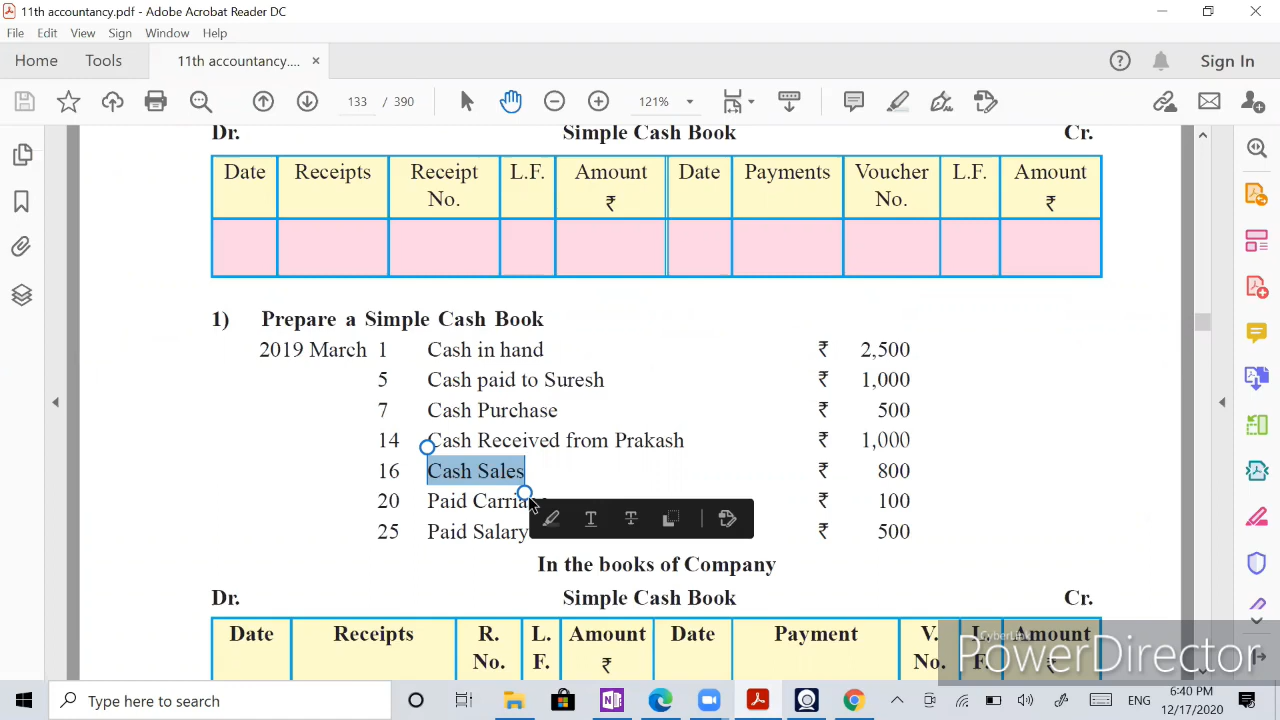 11th accountancy.pdf - Adobe Acrobat Reader DC
File Edit View Sign Window Help
Home Tools 11th accountancy.... × Sign In
133 / 390 121%
Dr. Simple Cash Book Cr.
Date Receipts Receipt No. L.F. Amount ₹ Date Payments Voucher No. L.F. Amount ₹
1) Prepare a Simple Cash Book
2019 March 1 Cash in hand ₹ 2,500
5 Cash paid to Suresh ₹ 1,000
7 Cash Purchase ₹ 500
14 Cash Received from Prakash ₹ 1,000
16 Cash Sales ₹ 800
20 Paid ₹ 100
25 Paid Salary ₹ 500
In the books of Company
Dr. Simple Cash Book Cr.
Date Receipts R. No. L. F. Amount ₹ Date Payment V. No. L. F. Amount ₹
CyberLink
PowerDirector
Type here to search
ENG
6:40 PM
12/17/2020